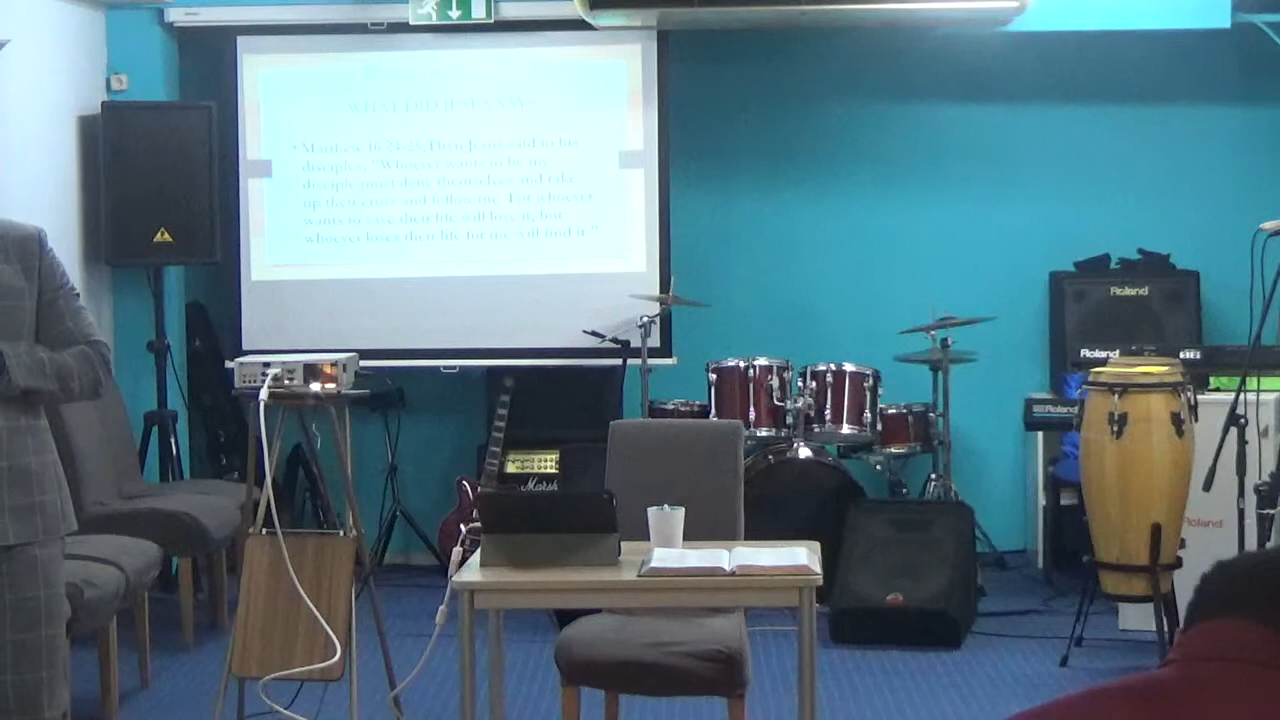 WHAT DID JESUS SAY
• Matthew 16:24-25, Then Jesus said to his
disciples, "Whoever wants to be my
disciple must deny themselves and take
up their cross and follow me. For whoever
wants to save their life will lose it, but
whoever loses their life for me will find it."
Roland
Roland
Roland
Roland
Marsh